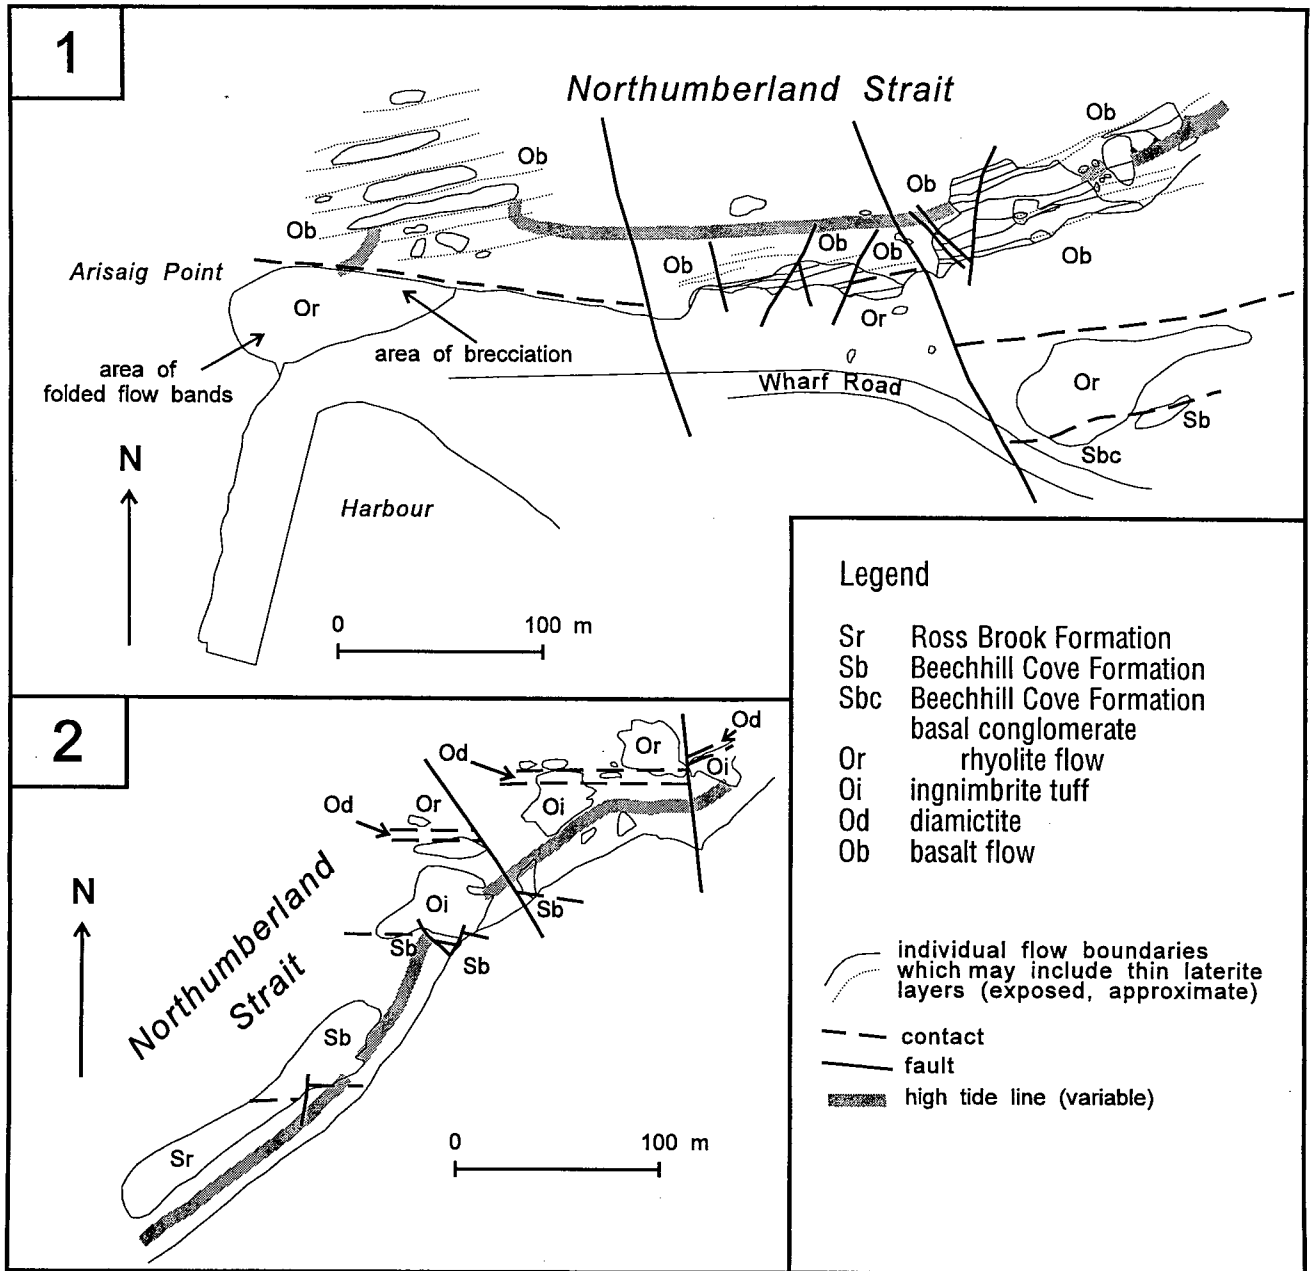 1
Northumberland Strait
Ob
Ob
Ob
Ob
Arisaig Point
Ob
Ob
Ob
Ob
Or
Or
area of brecciation
area of
folded flow bands
Wharf Road
Or
Sb
Sbc
N
Harbour
0 100 m
Legend
Sr Ross Brook Formation
Sb Beechhill Cove Formation
Sbc Beechhill Cove Formation
basal conglomerate
Or rhyolite flow
Oi ingnimbrite tuff
Od diamictite
Ob basalt flow
individual flow boundaries
which may include thin laterite
layers (exposed, approximate)
contact
fault
high tide line (variable)
2
Od
Or
Od
Oi
Od
Or
Oi
N
Northumberland
Strait
Oi
Sb
Sb
Sb
Sb
Sr
0 100 m